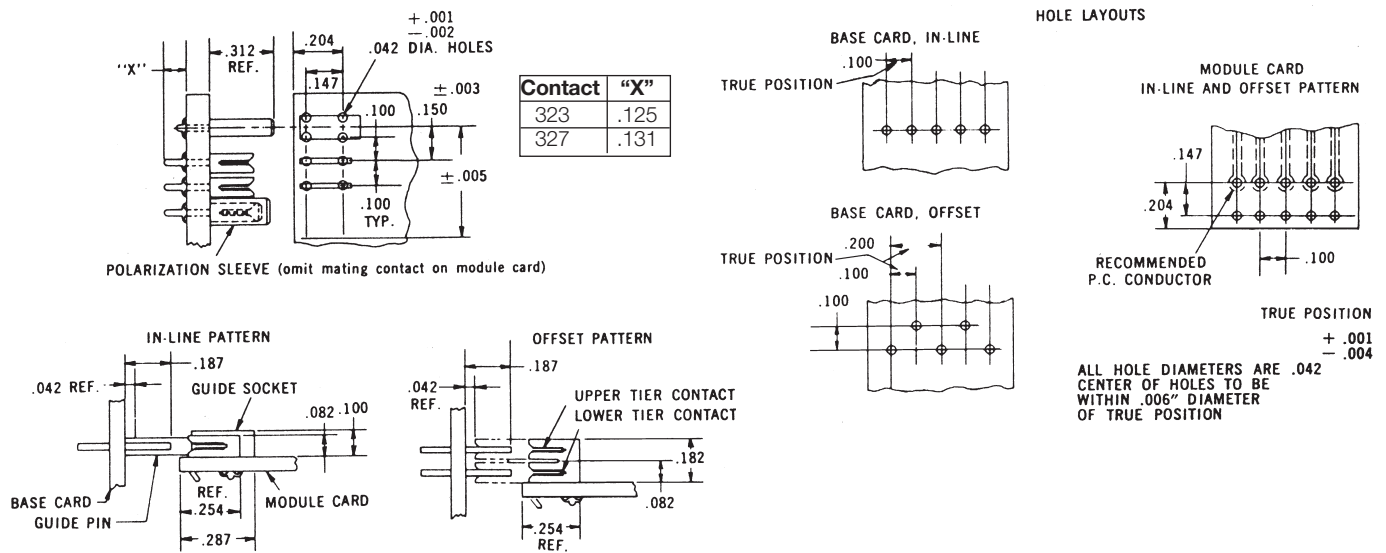 +.001
-.002
.312
REF.
.204
.042 DIA. HOLES
"X"
.147
±.003
.100
.150
±.005
.100
TYP.
POLARIZATION SLEEVE (omit mating contact on module card)
Contact "X"
323 .125
327 .131
HOLE LAYOUTS
BASE CARD, IN-LINE
.100
TRUE POSITION
MODULE CARD
IN-LINE AND OFFSET PATTERN
.147
.204
RECOMMENDED
P.C. CONDUCTOR
.100
BASE CARD, OFFSET
.200
TRUE POSITION
.100
.100
TRUE POSITION
+ .001
- .004
ALL HOLE DIAMETERS ARE .042
CENTER OF HOLES TO BE
WITHIN .006" DIAMETER
OF TRUE POSITION
IN-LINE PATTERN
.187
.042 REF.
GUIDE SOCKET
.082 .100
BASE CARD
GUIDE PIN
REF.
.254
MODULE CARD
.287
OFFSET PATTERN
.187
.042
REF.
UPPER TIER CONTACT
LOWER TIER CONTACT
.182
.082
.254
REF.